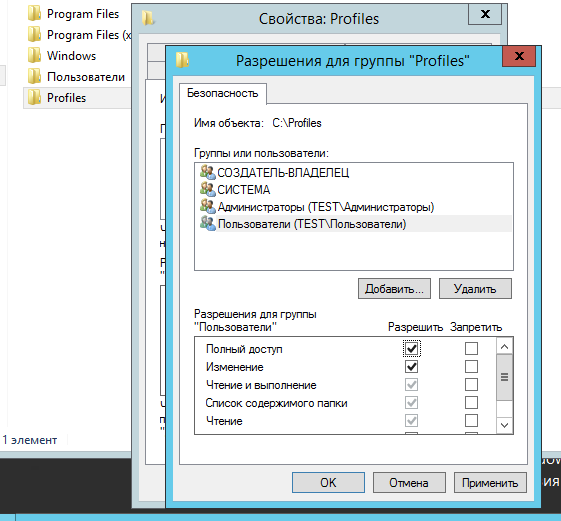 Program Files
Program Files (x
Windows
Пользователи
Profiles
1 элемент
Свойства: Profiles
Разрешения для группы "Profiles"
Безопасность
Имя объекта: C:\Profiles
Группы или пользователи:
СОЗДАТЕЛЬ-ВЛАДЕЛЕЦ
СИСТЕМА
Администраторы (TEST\Администраторы)
Пользователи (TEST\Пользователи)
Добавить...
Удалить
Разрешения для группы
"Пользователи"
Разрешить Запретить
Полный доступ
Изменение
Чтение и выполнение
Список содержимого папки
Чтение
OK
Отмена
Применить